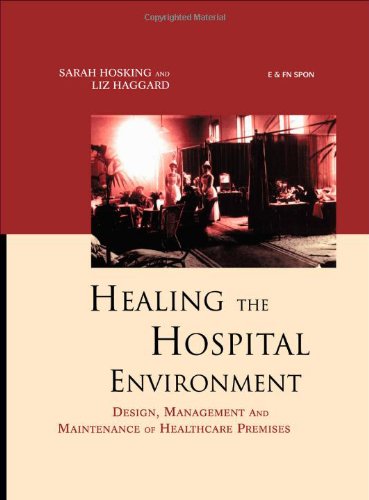 Copyrighted Material
SARAH HOSKING AND
LIZ HAGGARD
E & FN SPON
HEALING THE
HOSPITAL
ENVIRONMENT
DESIGN, MANAGEMENT AND
MAINTENANCE OF HEALTHCARE PREMISES